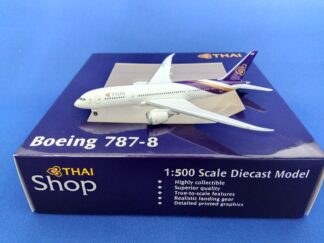 THAI
THAI
Boeing 787-8
THAI
Shop
1:500 Scale Diecast Model
Highly collectible
Superior quality
True-to-scale features
Realistic landing gear
Detailed printed graphics